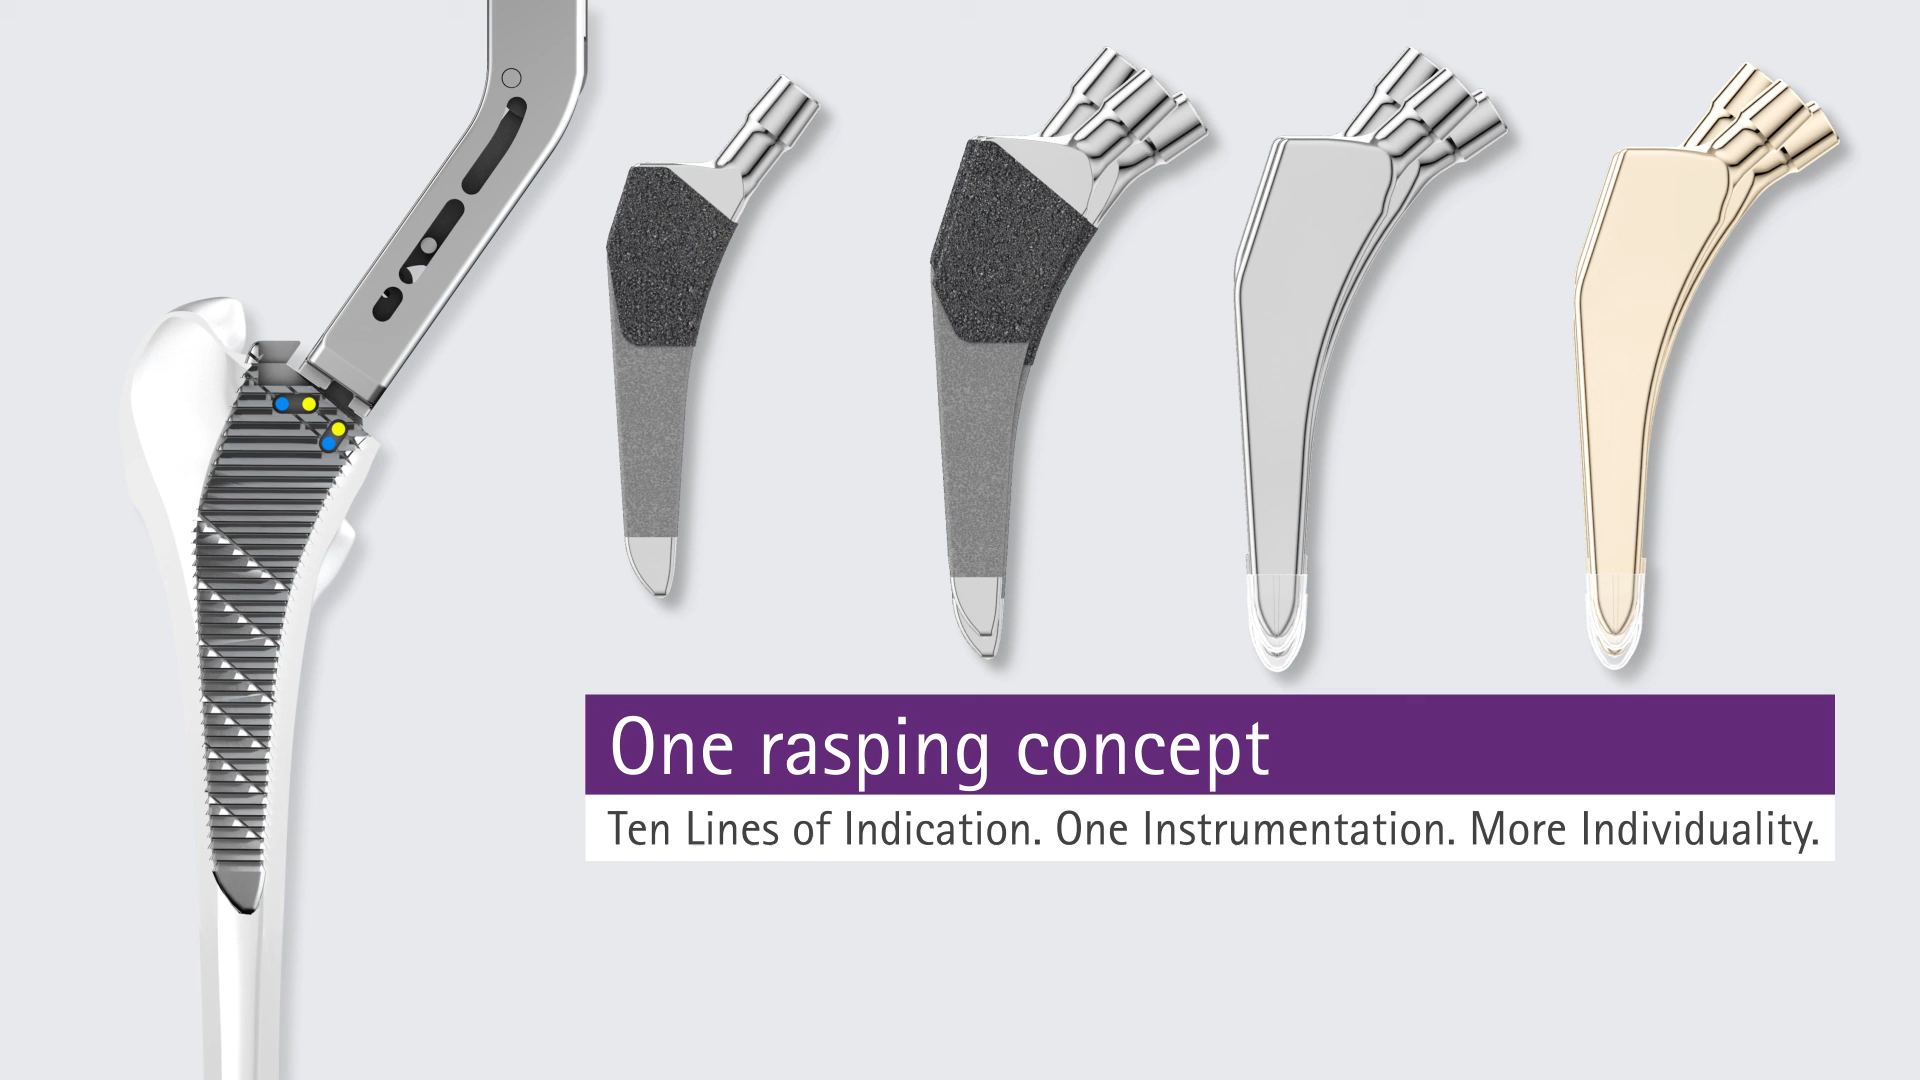 One rasping concept
Ten Lines of Indication. One Instrumentation. More Individuality.